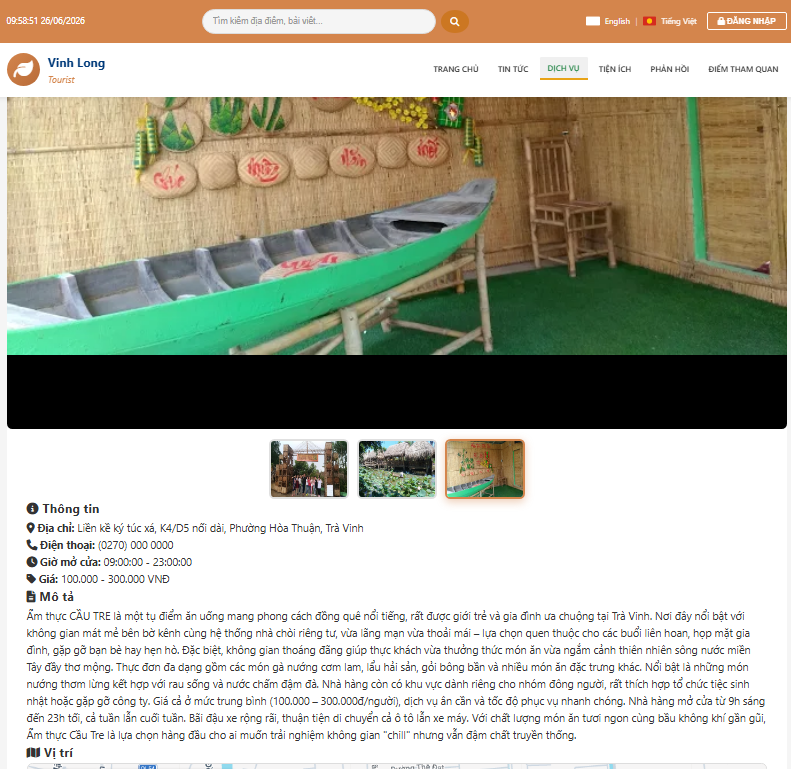 09:58:51 26/06/2026
Tìm kiếm địa điểm, bài viết...
English | Tiếng Việt
ĐĂNG NHẬP
Vinh Long
Tourist
TRANG CHỦ TIN TỨC DỊCH VỤ TIỆN ÍCH PHẢN HỒI ĐIỂM THAM QUAN
Thông tin
Địa chỉ: Liền kề ký túc xá, K4/D5 nối dài, Phường Hòa Thuận, Trà Vinh
Điện thoại: (0270) 000 0000
Giờ mở cửa: 09:00:00 - 23:00:00
Giá: 100.000 - 300.000 VNĐ
Mô tả
Ẩm thực CẦU TRE là một tụ điểm ăn uống mang phong cách đồng quê nổi tiếng, rất được giới trẻ và gia đình ưa chuộng tại Trà Vinh. Nơi đây nổi bật với
không gian mát mẻ bên bờ kênh cùng hệ thống nhà chòi riêng tư, vừa lãng mạn vừa thoải mái – lựa chọn quen thuộc cho các buổi liên hoan, họp mặt gia
đình, gặp gỡ bạn bè hay hẹn hò. Đặc biệt, không gian thoáng đãng giúp thực khách vừa thưởng thức món ăn vừa ngắm cảnh thiên nhiên sông nước miền
Tây đầy thơ mộng. Thực đơn đa dạng gồm các món gà nướng cơm lam, lẩu hải sản, gỏi bông bần và nhiều món ăn đặc trưng khác. Nổi bật là những món
nướng thơm lừng kết hợp với rau sống và nước chấm đậm đà. Nhà hàng còn có khu vực dành riêng cho nhóm đông người, rất thích hợp tổ chức tiệc sinh
nhật hoặc gặp gỡ công ty. Giá cả ở mức trung bình (100.000 – 300.000đ/người), dịch vụ ân cần và tốc độ phục vụ nhanh chóng. Nhà hàng mở cửa từ 9h sáng
đến 23h tối, cả tuần lẫn cuối tuần. Bãi đậu xe rộng rãi, thuận tiện di chuyển cả ô tô lẫn xe máy. Với chất lượng món ăn tươi ngon cùng bầu không khí gần gũi,
Ẩm thực Cầu Tre là lựa chọn hàng đầu cho ai muốn trải nghiệm không gian "chill" nhưng vẫn đậm chất truyền thống.
Vị trí